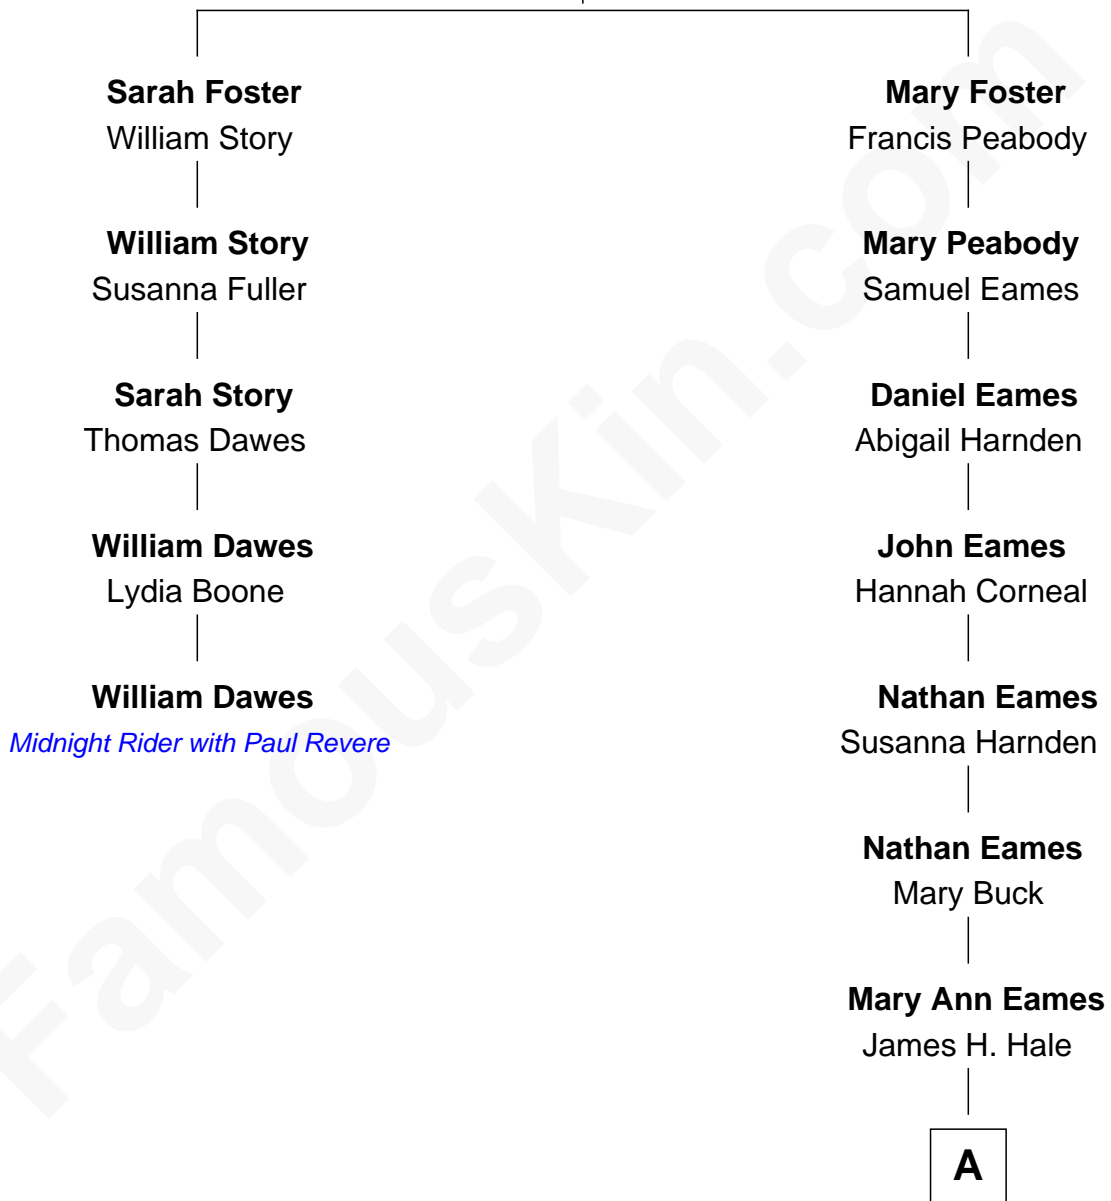 Sarah Foster
William Story
William Story
Susanna Fuller
Sarah Story
Thomas Dawes
William Dawes
Lydia Boone
William Dawes
Midnight Rider with Paul Revere
Mary Foster
Francis Peabody
Mary Peabody
Samuel Eames
Daniel Eames
Abigail Harnden
John Eames
Hannah Corneal
Nathan Eames
Susanna Harnden
Nathan Eames
Mary Buck
Mary Ann Eames
James H. Hale
A
FamousKin.com